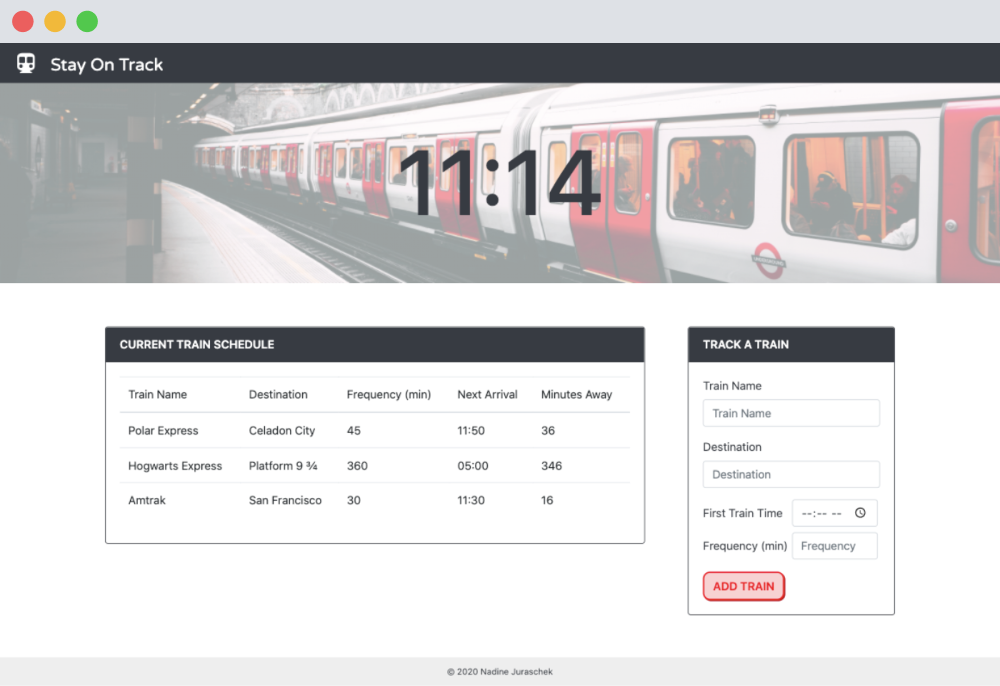 Stay On Track
11:14
CURRENT TRAIN SCHEDULE
Train Name Destination Frequency (min) Next Arrival Minutes Away
Polar Express Celadon City 45 11:50 36
Hogwarts Express Platform 9 ¾ 360 05:00 346
Amtrak San Francisco 30 11:30 16
TRACK A TRAIN
Train Name
Train Name
Destination
Destination
First Train Time --:-- --
Frequency (min) Frequency
ADD TRAIN
© 2020 Nadine Juraschek